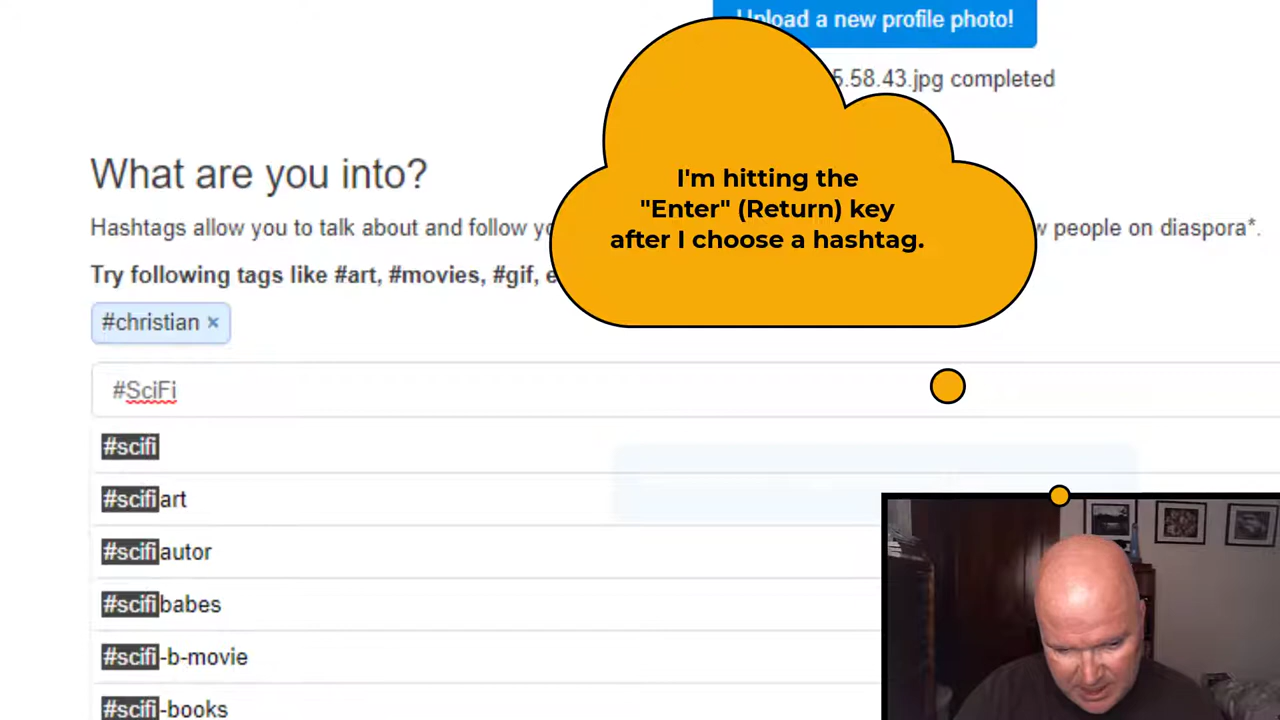 Upload a new profile photo!
5.58.43.jpg completed
What are you into?
Hashtags allow you to talk about and follow people on diaspora*.
Try following tags like #art, #movies, #gif,
#christian ×
#SciFi
#scifi
#scifiart
#scifiautor
#scifibabes
#scifi-b-movie
#scifi-books
I'm hitting the
"Enter" (Return) key
after I choose a hashtag.